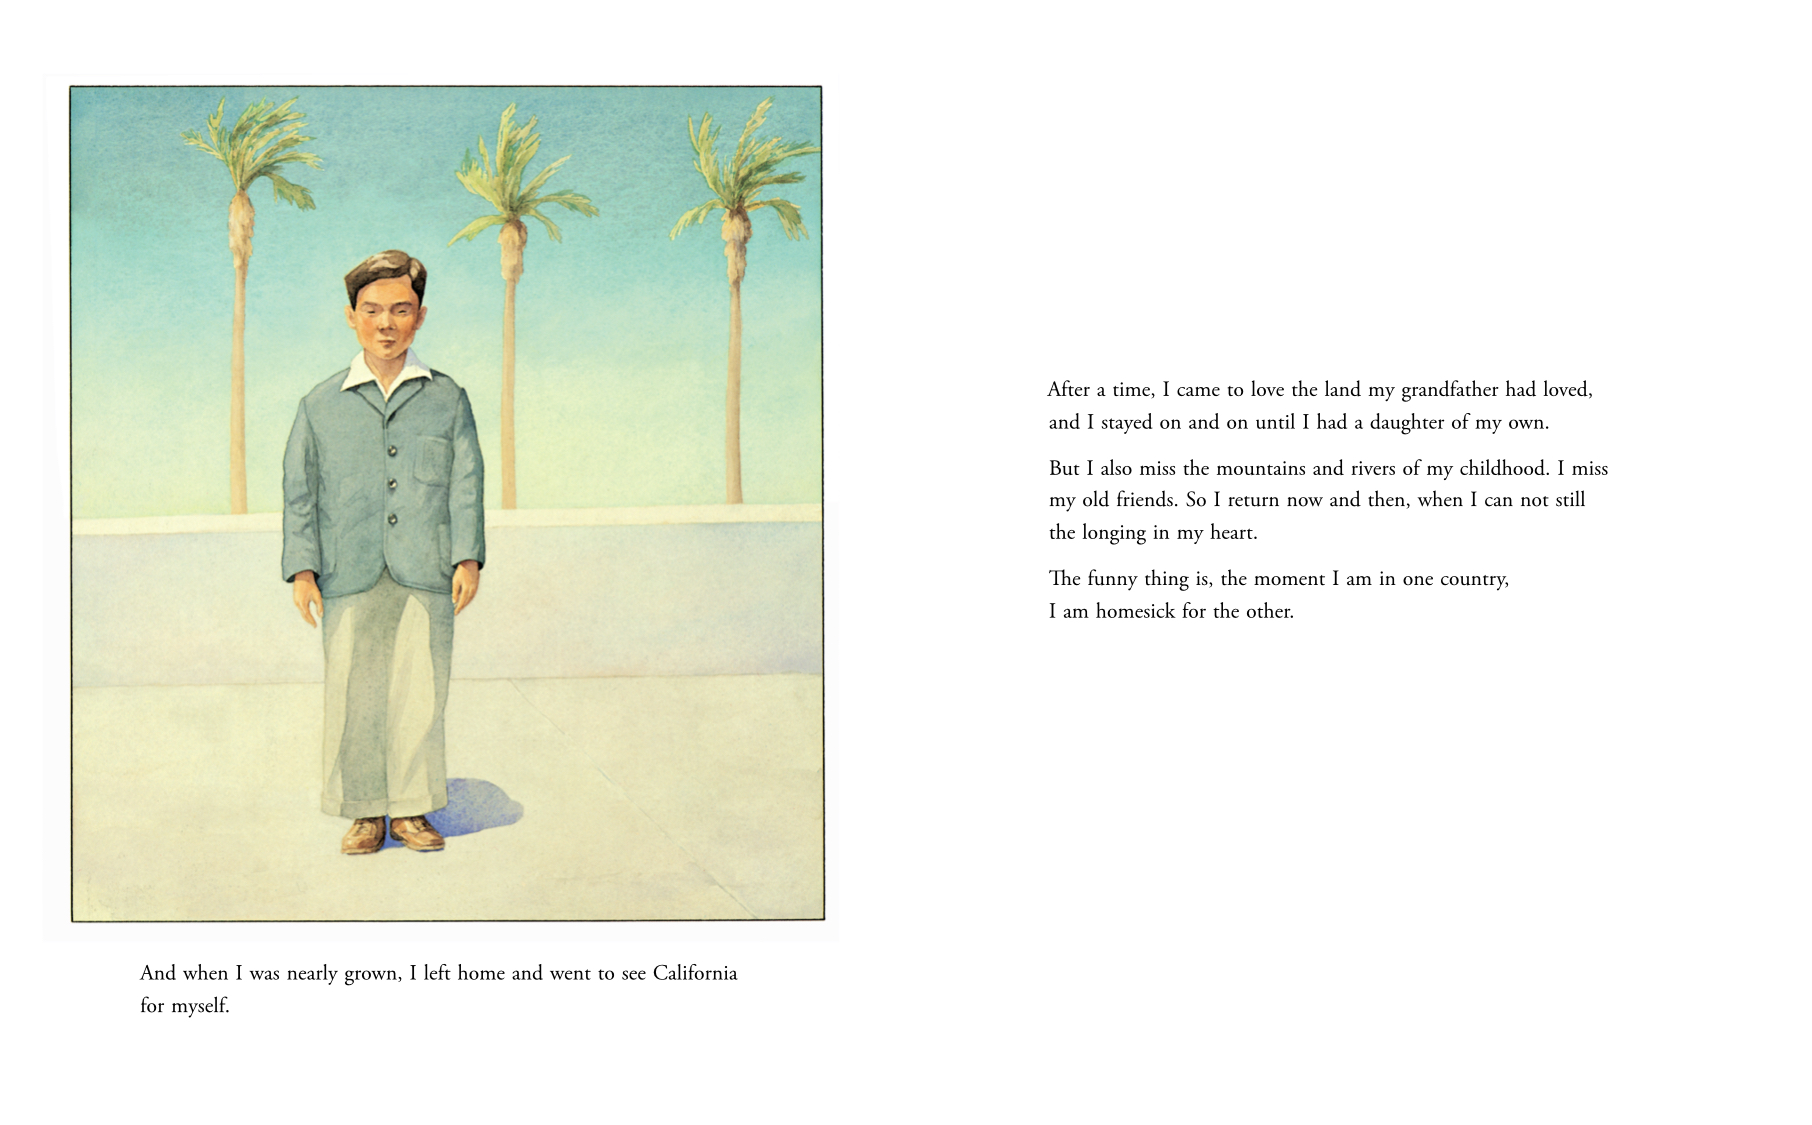 And when I was nearly grown, I left home and went to see California
for myself.
After a time, I came to love the land my grandfather had loved,
and I stayed on and on until I had a daughter of my own.
But I also miss the mountains and rivers of my childhood. I miss
my old friends. So I return now and then, when I can not still
the longing in my heart.
The funny thing is, the moment I am in one country,
I am homesick for the other.